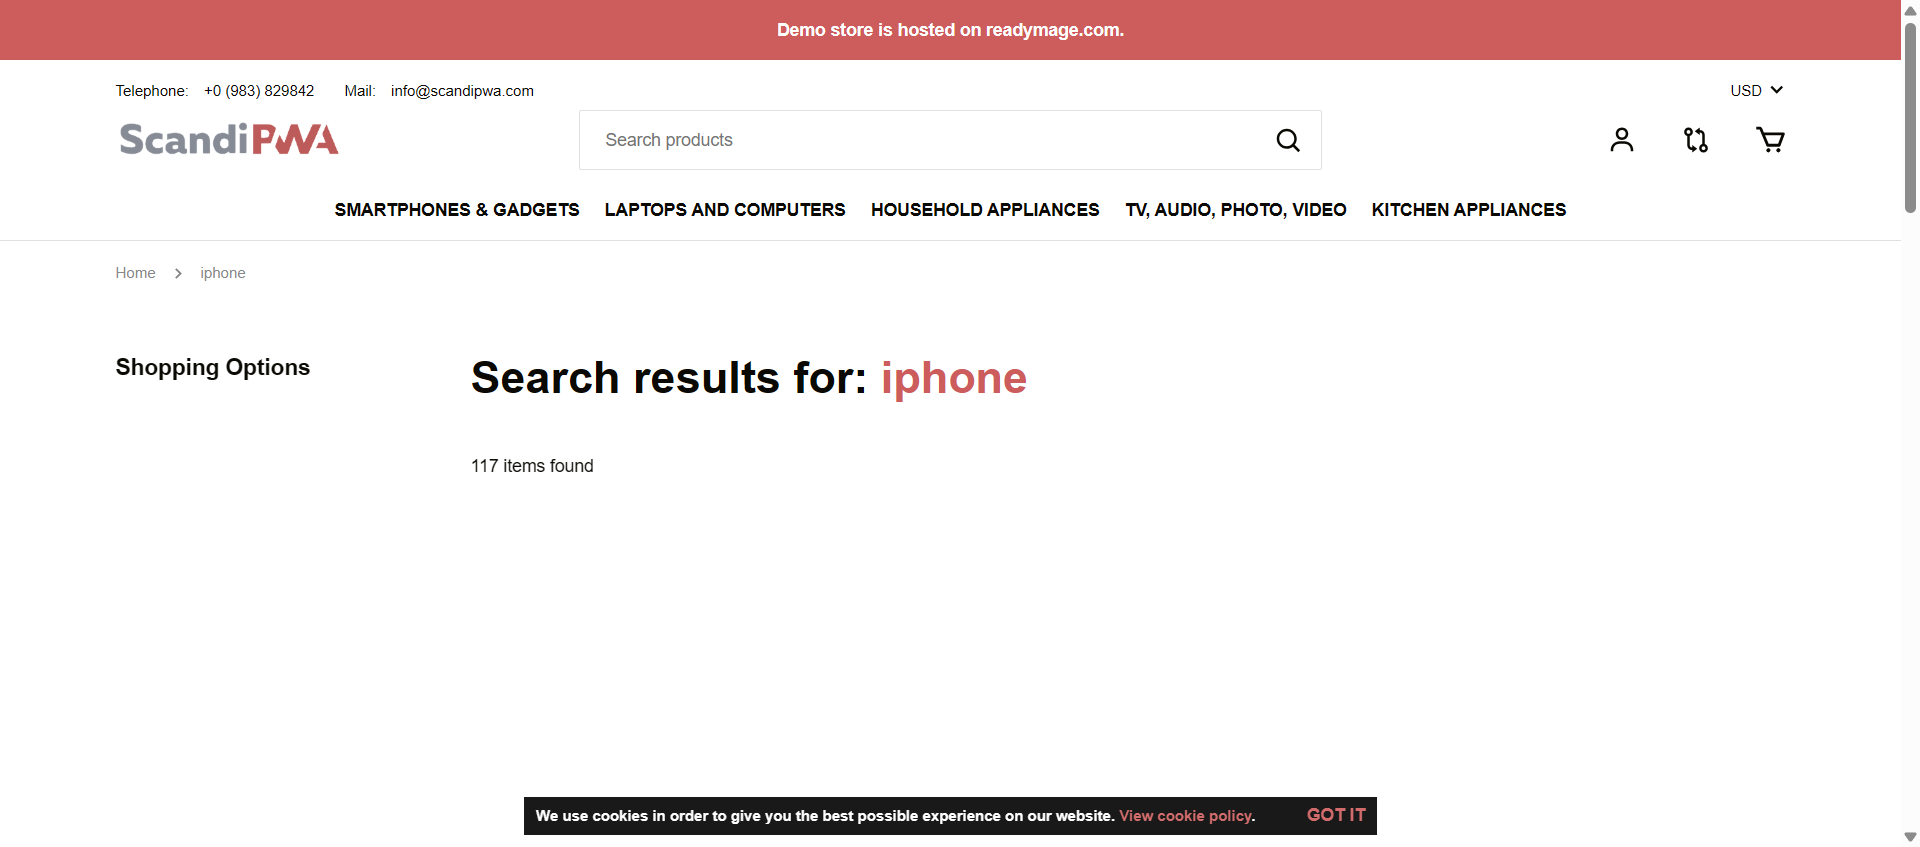 Demo store is hosted on readymage.com.
Telephone: +0 (983) 829842 Mail: info@scandipwa.com
USD
ScandiPWA
Search products
SMARTPHONES & GADGETS LAPTOPS AND COMPUTERS HOUSEHOLD APPLIANCES TV, AUDIO, PHOTO, VIDEO KITCHEN APPLIANCES
Home iphone
Shopping Options
Search results for: iphone
117 items found
We use cookies in order to give you the best possible experience on our website. View cookie policy. GOT IT